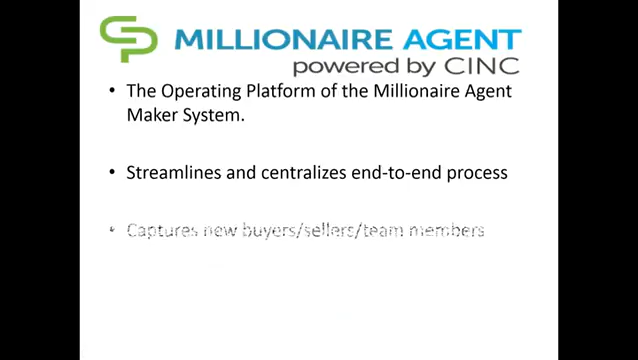 MILLIONAIRE AGENT
powered by CINC
• The Operating Platform of the Millionaire Agent
Maker System.
• Streamlines and centralizes end-to-end process
• Captures new buyers/sellers/team members